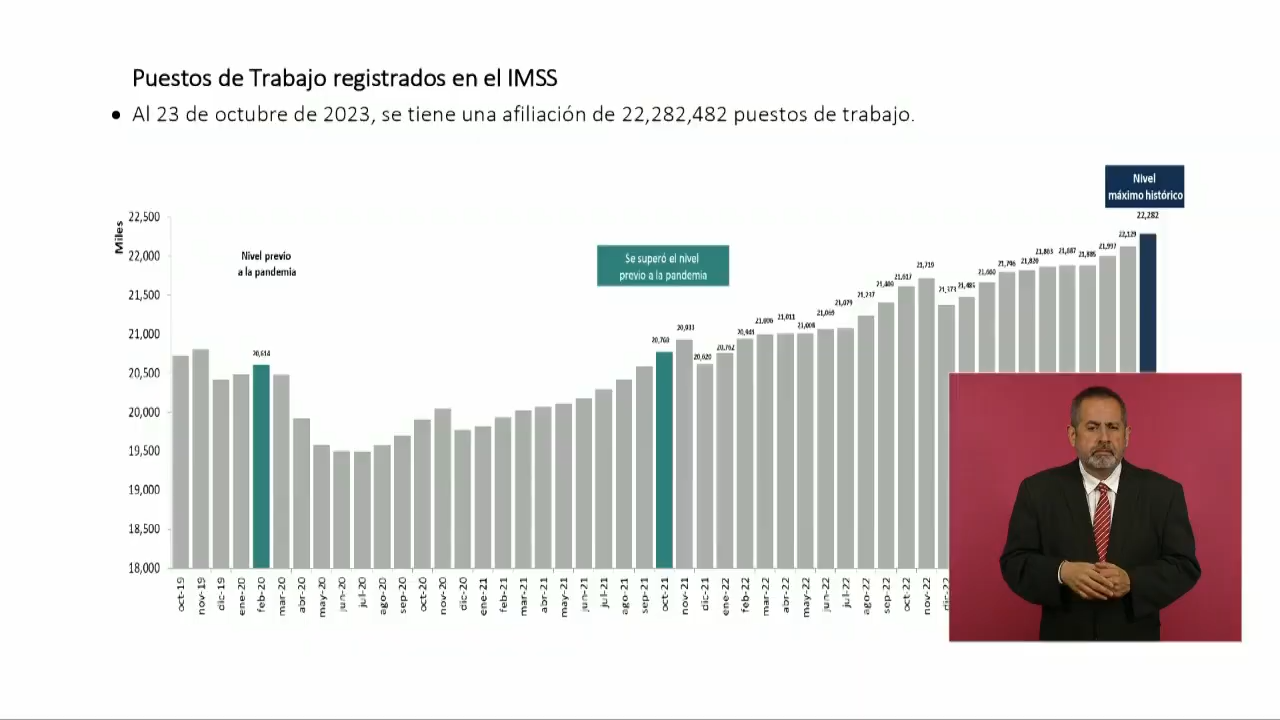 Puestos de Trabajo registrados en el IMSS
• Al 23 de octubre de 2023, se tiene una afiliación de 22,282,482 puestos de trabajo.
Nivel
máximo histórico
Miles
22,500
22,000
21,500
21,000
20,500
20,000
19,500
19,000
18,500
18,000
Nivel previo
a la pandemia
Se superó el nivel
previo a la pandemia
20,614
20,768
20,933
20,620
20,762
20,941
21,006
21,011
21,008
21,069
21,079
21,237
21,409
21,617
21,719
21,373
21,485
21,660
21,796
21,820
21,863
21,887
21,886
21,997
22,129
22,282
oct-19
nov-19
dic-19
ene-20
feb-20
mar-20
abr-20
may-20
jun-20
jul-20
ago-20
sep-20
oct-20
nov-20
dic-20
ene-21
feb-21
mar-21
abr-21
may-21
jun-21
jul-21
ago-21
sep-21
oct-21
nov-21
dic-21
ene-22
feb-22
mar-22
abr-22
may-22
jun-22
jul-22
ago-22
sep-22
oct-22
nov-22